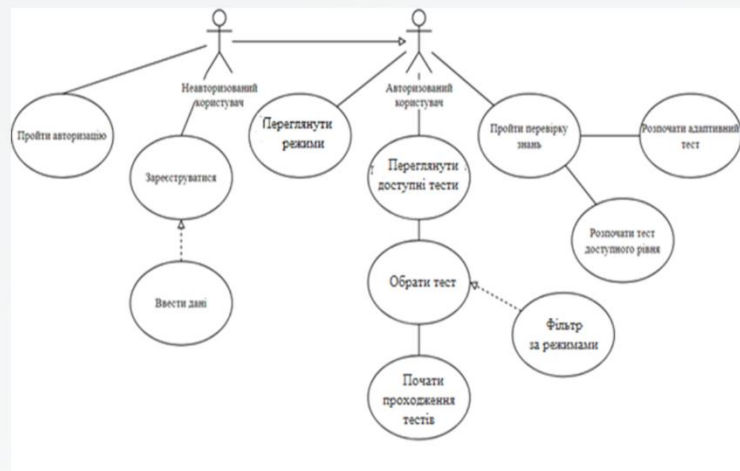 Неавторизований
користувач
Авторизований
користувач
Пройти авторизацію
Зареєструватися
Переглянути
режими
Переглянути
доступні тести
Пройти перевірку
знань
Розпочати адаптивний
тест
Розпочати тест
доступного рівня
Ввести дані
Обрати тест
Фільтр
за режимами
Почати
проходження
тестів